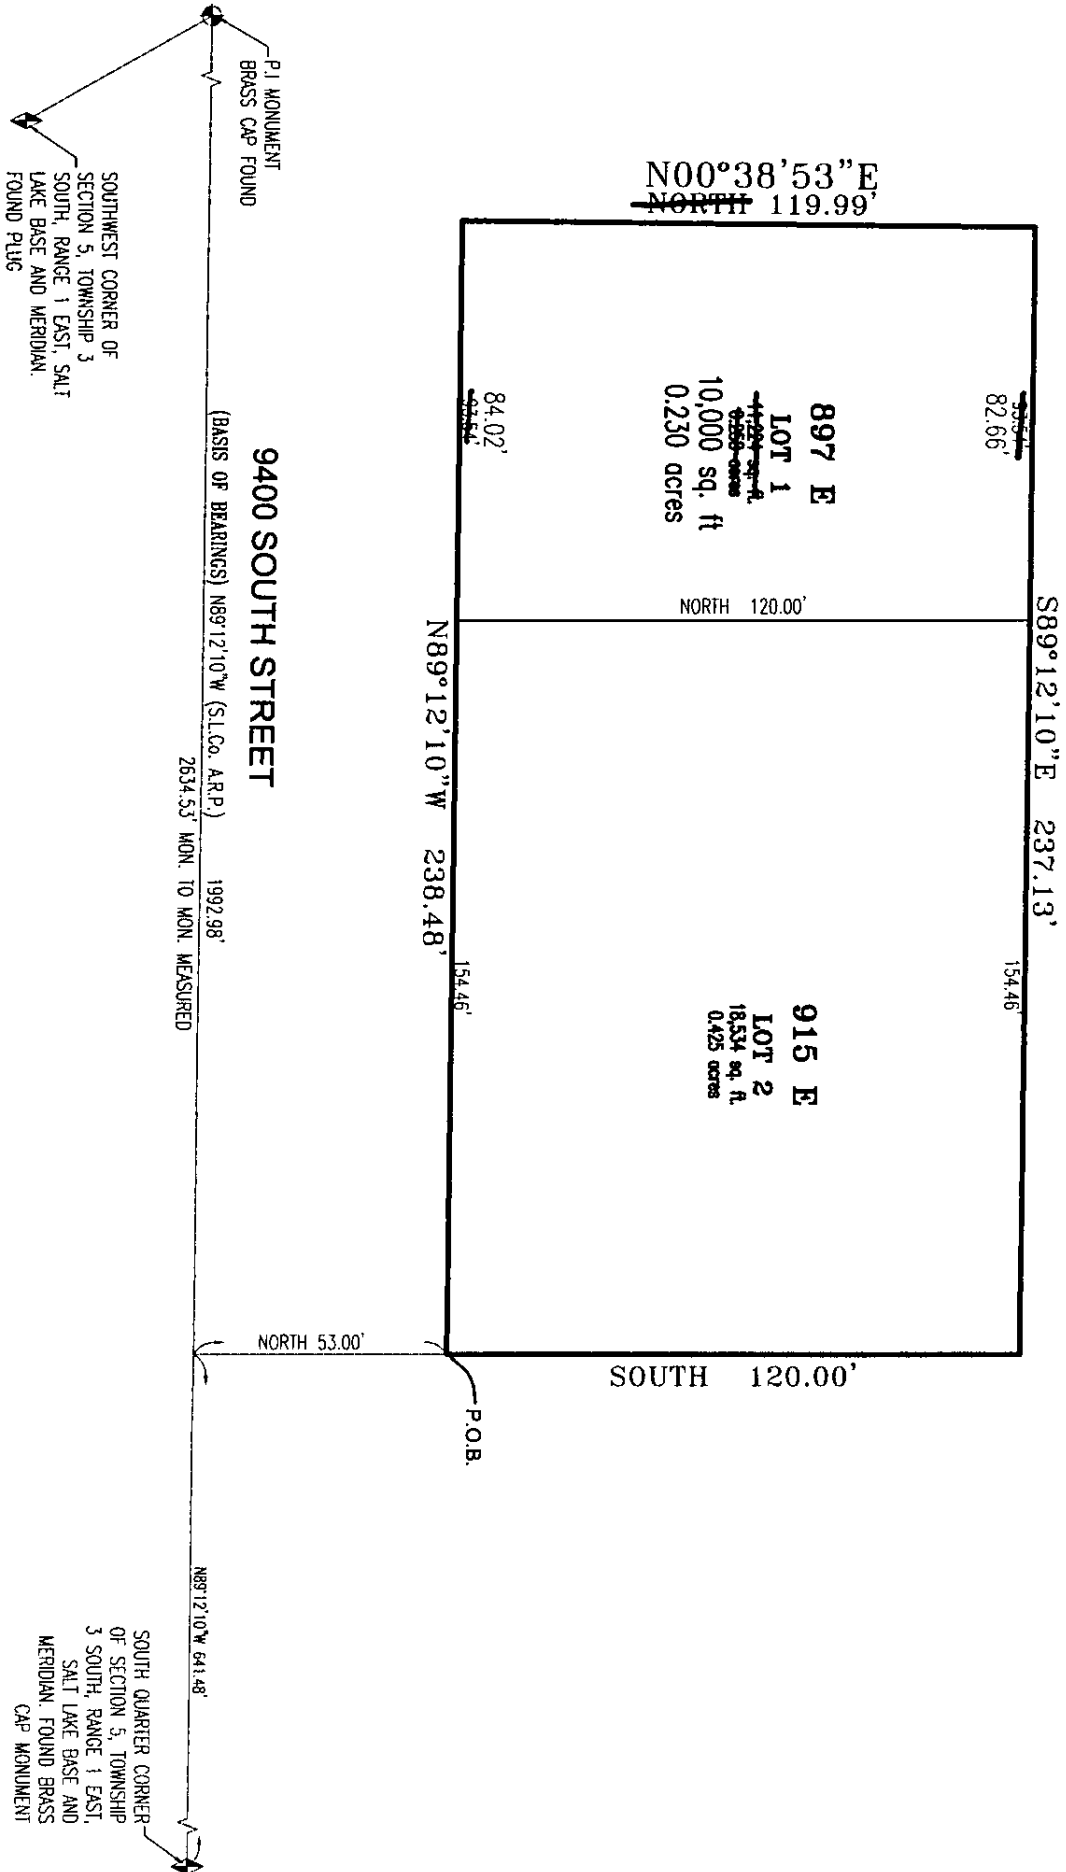 N00°38'53"E
NORTH 119.99'
S89°12'10"E 237.13'
82.66'
154.46'
897 E
LOT 1
11,224 sq. ft.
10,000 sq. ft
0.230 acres
NORTH 120.00'
915 E
LOT 2
18,534 sq. ft.
0.425 acres
SOUTH 120.00'
84.02'
93.54'
154.46'
N89°12'10"W 238.48'
P.O.B.
NORTH 53.00'
9400 SOUTH STREET
(BASIS OF BEARINGS) N89°12'10"W (S.L.Co. A.R.P.) 1992.98'
2634.53' MON. TO MON. MEASURED
N89°12'10"W 641.48'
P.I MONUMENT
BRASS CAP FOUND
SOUTHWEST CORNER OF
SECTION 5, TOWNSHIP 3
SOUTH, RANGE 1 EAST, SALT
LAKE BASE AND MERIDIAN.
FOUND PLUG
SOUTH QUARTER CORNER
OF SECTION 5, TOWNSHIP
3 SOUTH, RANGE 1 EAST,
SALT LAKE BASE AND
MERIDIAN. FOUND BRASS
CAP MONUMENT